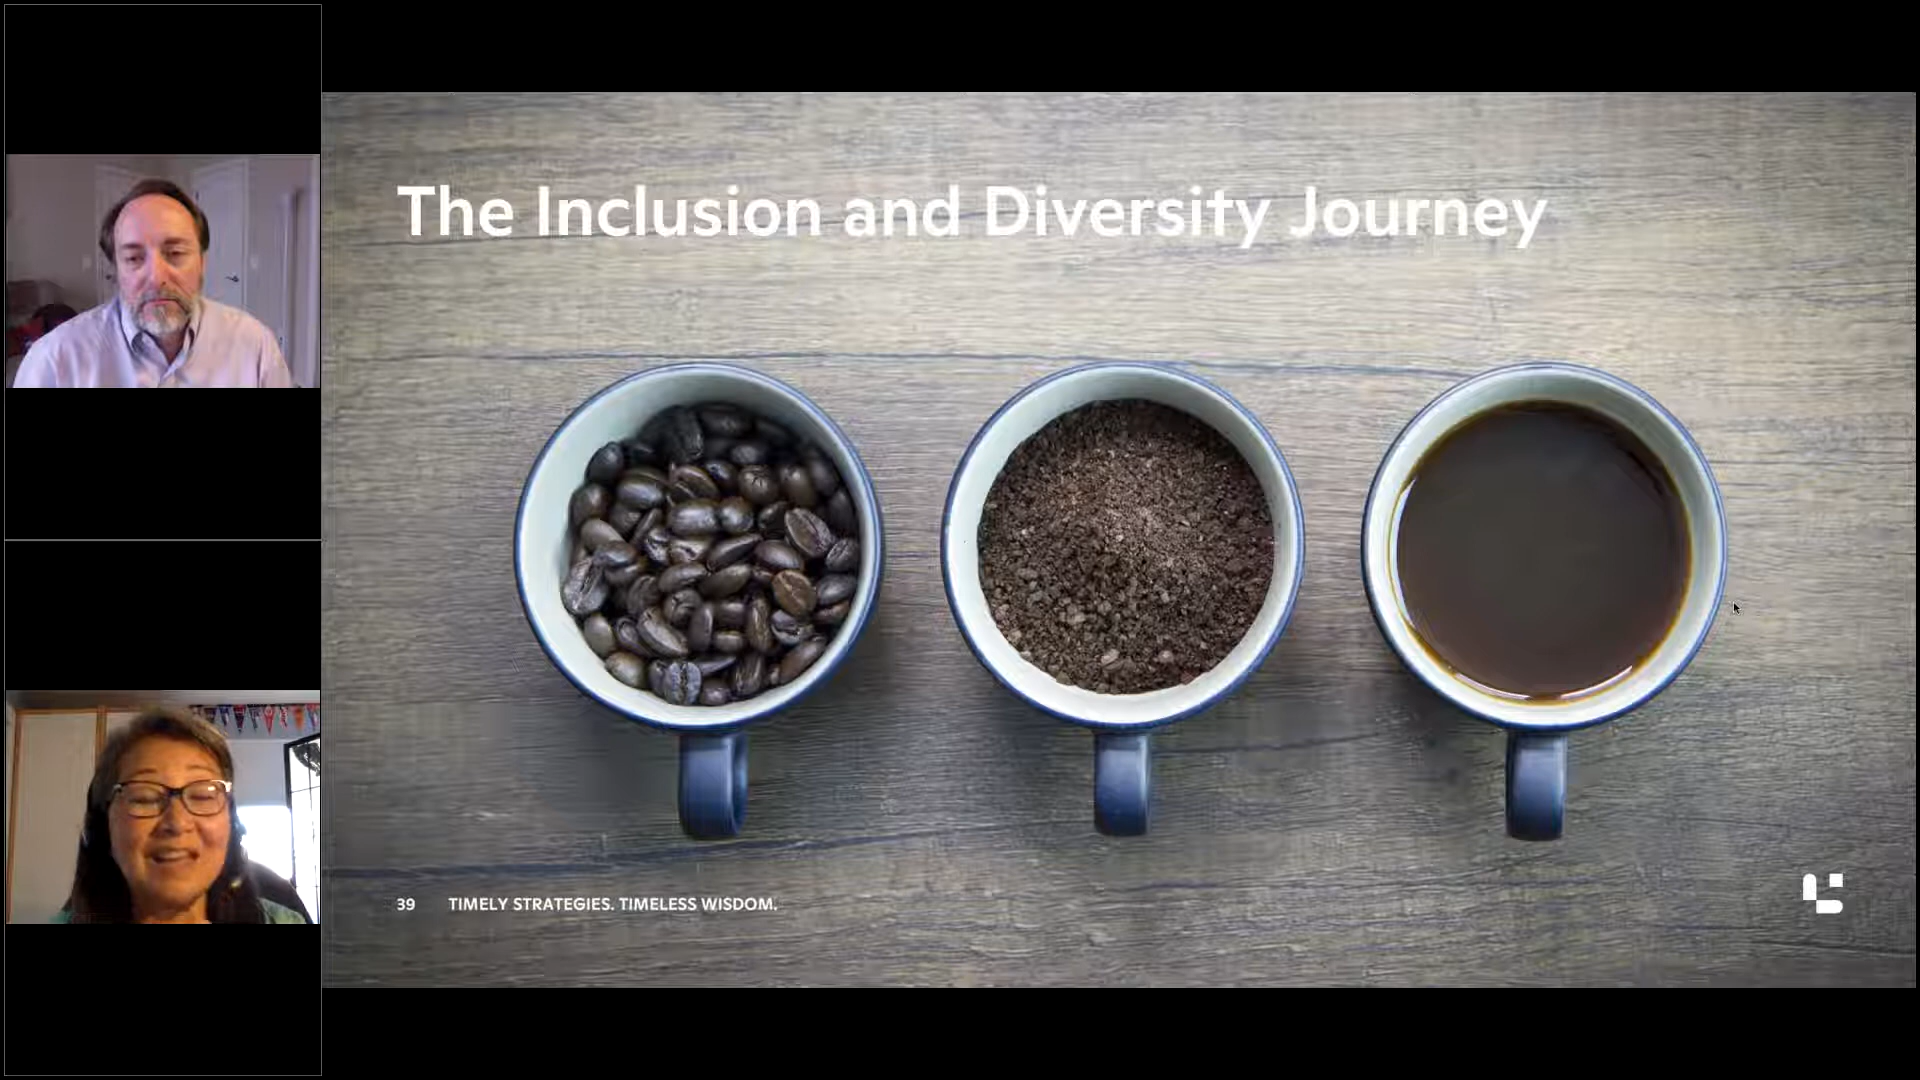 The Inclusion and Diversity Journey
39 TIMELY STRATEGIES. TIMELESS WISDOM.